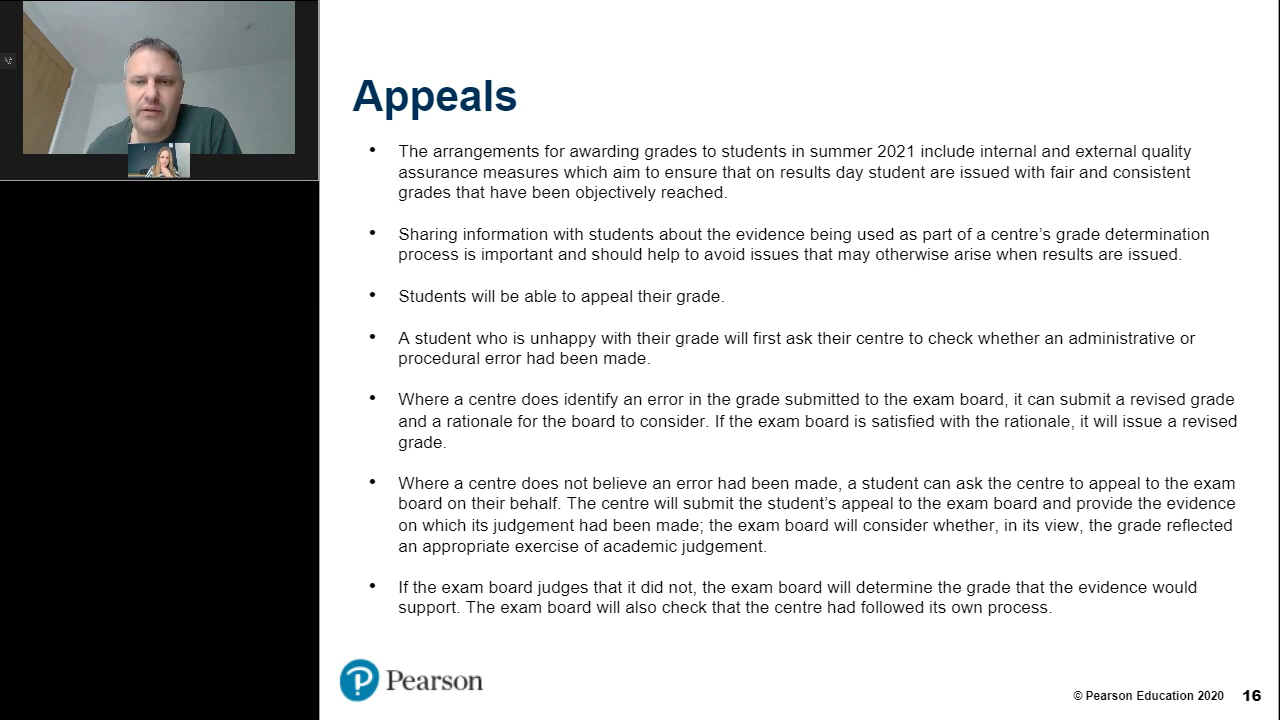 Appeals
• The arrangements for awarding grades to students in summer 2021 include internal and external quality
assurance measures which aim to ensure that on results day student are issued with fair and consistent
grades that have been objectively reached.
• Sharing information with students about the evidence being used as part of a centre’s grade determination
process is important and should help to avoid issues that may otherwise arise when results are issued.
• Students will be able to appeal their grade.
• A student who is unhappy with their grade will first ask their centre to check whether an administrative or
procedural error had been made.
• Where a centre does identify an error in the grade submitted to the exam board, it can submit a revised grade
and a rationale for the board to consider. If the exam board is satisfied with the rationale, it will issue a revised
grade.
• Where a centre does not believe an error had been made, a student can ask the centre to appeal to the exam
board on their behalf. The centre will submit the student’s appeal to the exam board and provide the evidence
on which its judgement had been made; the exam board will consider whether, in its view, the grade reflected
an appropriate exercise of academic judgement.
• If the exam board judges that it did not, the exam board will determine the grade that the evidence would
support. The exam board will also check that the centre had followed its own process.
Pearson
© Pearson Education 2020 16